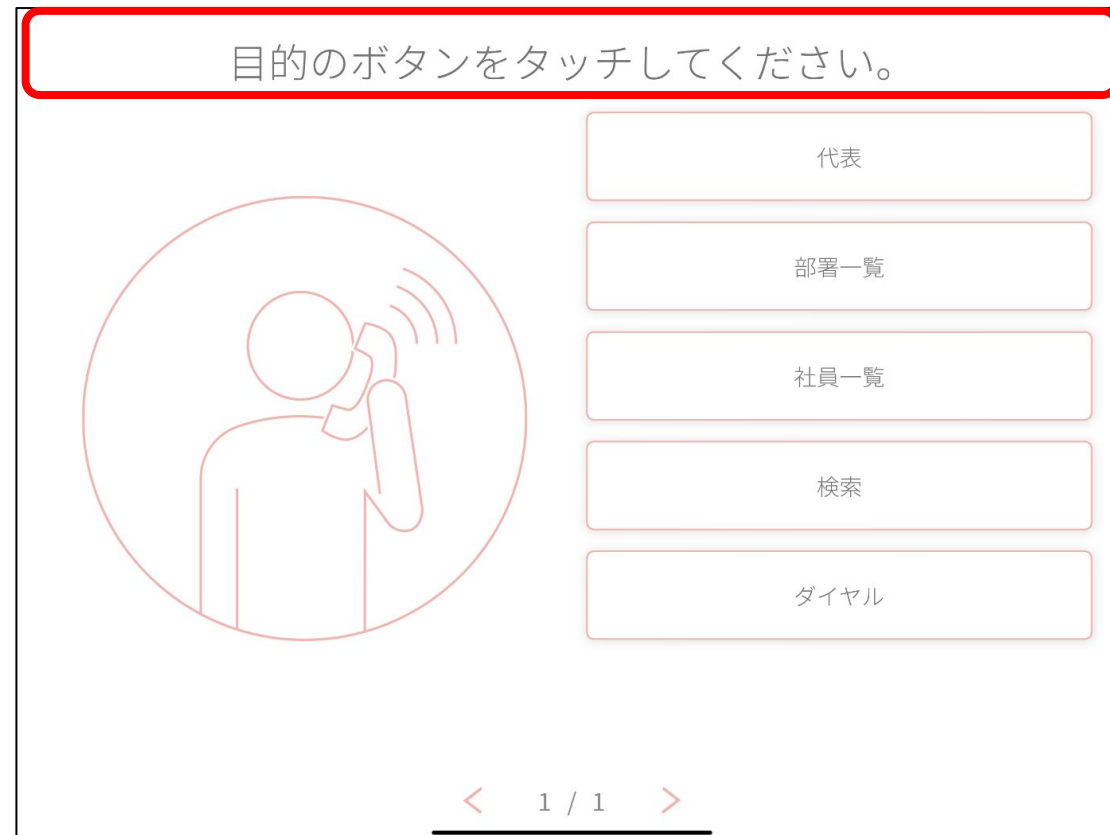 目的のボタンをタッチしてください。
代表
部署一覧
社員一覧
検索
ダイヤル
< 1 / 1 >